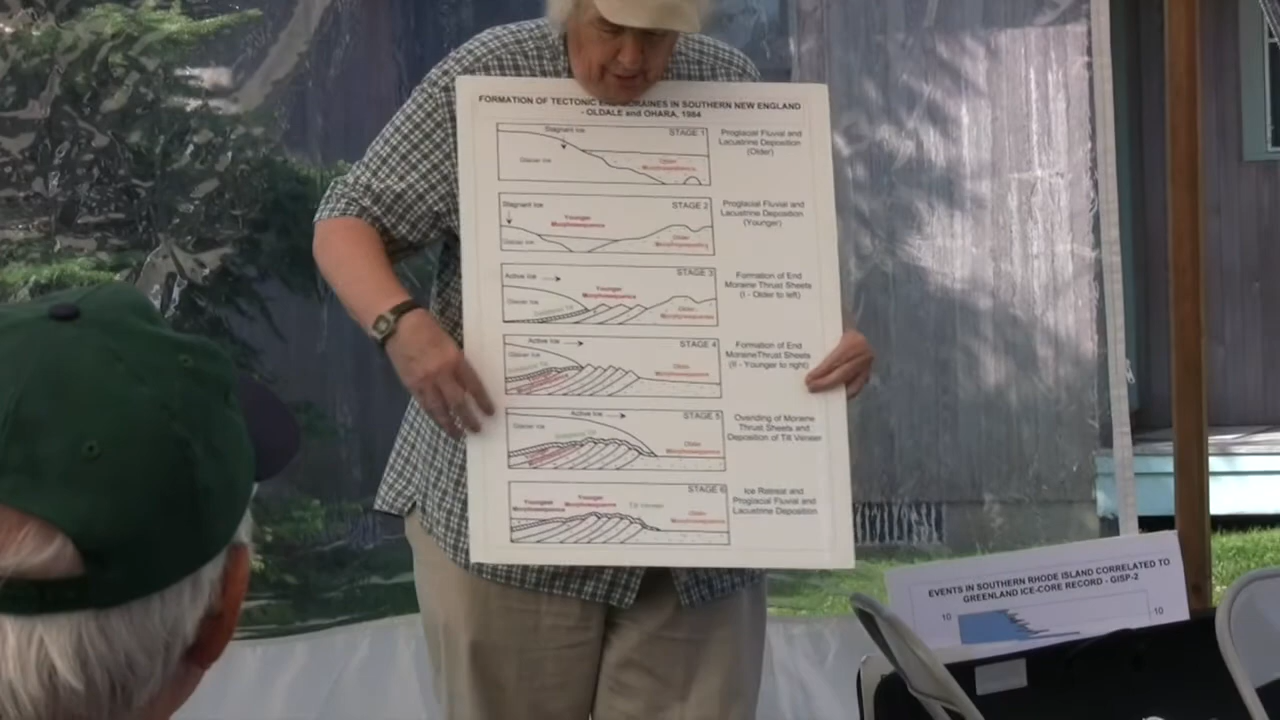 FORMATION OF TECTONIC END MORAINES IN SOUTHERN NEW ENGLAND
- OLDALE and OHARA, 1984
Stagnant Ice
STAGE 1
Glacier Ice
Older
Morphosequence
Proglacial Fluvial and
Lacustrine Deposition
(Older)
Stagnant Ice
STAGE 2
Younger
Morphosequence
Glacier Ice
Older
Morphosequence
Proglacial Fluvial and
Lacustrine Deposition
(Younger)
Active Ice
STAGE 3
Younger
Morphosequence
Glacier Ice
Older
Morphosequence
Formation of End
Moraine Thrust Sheets
(I - Older to left)
Active Ice
STAGE 4
Glacier Ice
Older
Morphosequence
Formation of End
MoraineThrust Sheets
(II - Younger to right)
Active Ice
STAGE 5
Glacier Ice
Older
Morphosequence
Overiding of Moraine
Thrust Sheets and
Deposition of Till Veneer
STAGE 6
Youngest
Morphosequence
Younger
Morphosequence
Till Veneer
Older
Morphosequence
Ice Retreat and
Proglacial Fluvial and
Lacustrine Deposition
EVENTS IN SOUTHERN RHODE ISLAND CORRELATED TO
GREENLAND ICE-CORE RECORD - GISP-2
10
10